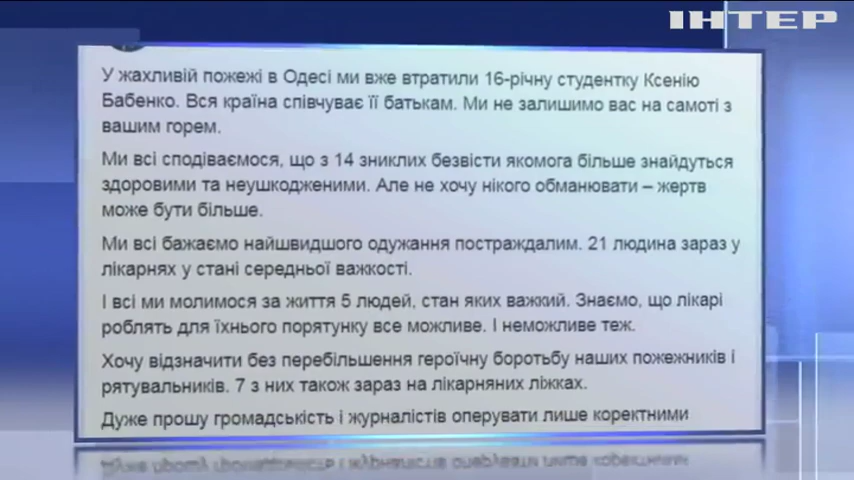 ІНТЕР
У жахливій пожежі в Одесі ми вже втратили 16-річну студентку Ксенію
Бабенко. Вся країна співчуває її батькам. Ми не залишимо вас на самоті з
вашим горем.
Ми всі сподіваємося, що з 14 зниклих безвісти якомога більше знайдуться
здоровими та неушкодженими. Але не хочу нікого обманювати – жертв
може бути більше.
Ми всі бажаємо найшвидшого одужання постраждалим. 21 людина зараз у
лікарнях у стані середньої важкості.
І всі ми молимося за життя 5 людей, стан яких важкий. Знаємо, що лікарі
роблять для їхнього порятунку все можливе. І неможливе теж.
Хочу відзначити без перебільшення героїчну боротьбу наших пожежників і
рятувальників. 7 з них також зараз на лікарняних ліжках.
Дуже прошу громадськість і журналістів оперувати лише коректними